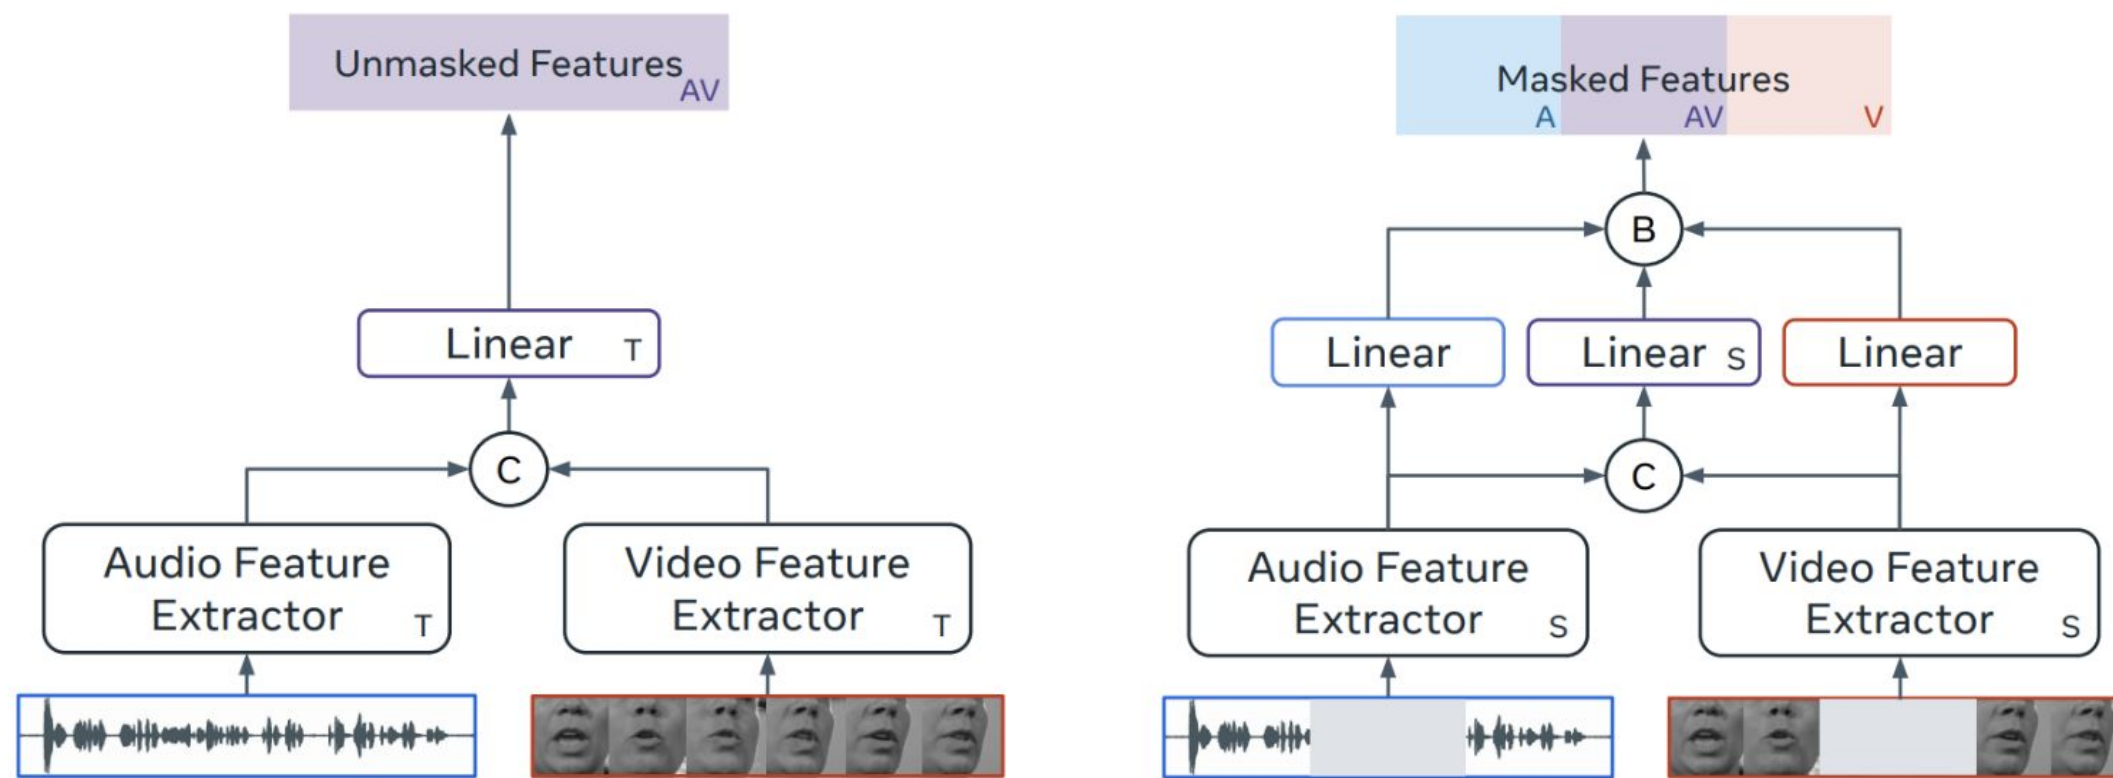 Unmasked Features
AV
Linear T
C
Audio Feature
Extractor T
Video Feature
Extractor T
Masked Features
A AV V
B
Linear
Linear S
Linear
C
Audio Feature
Extractor S
Video Feature
Extractor S